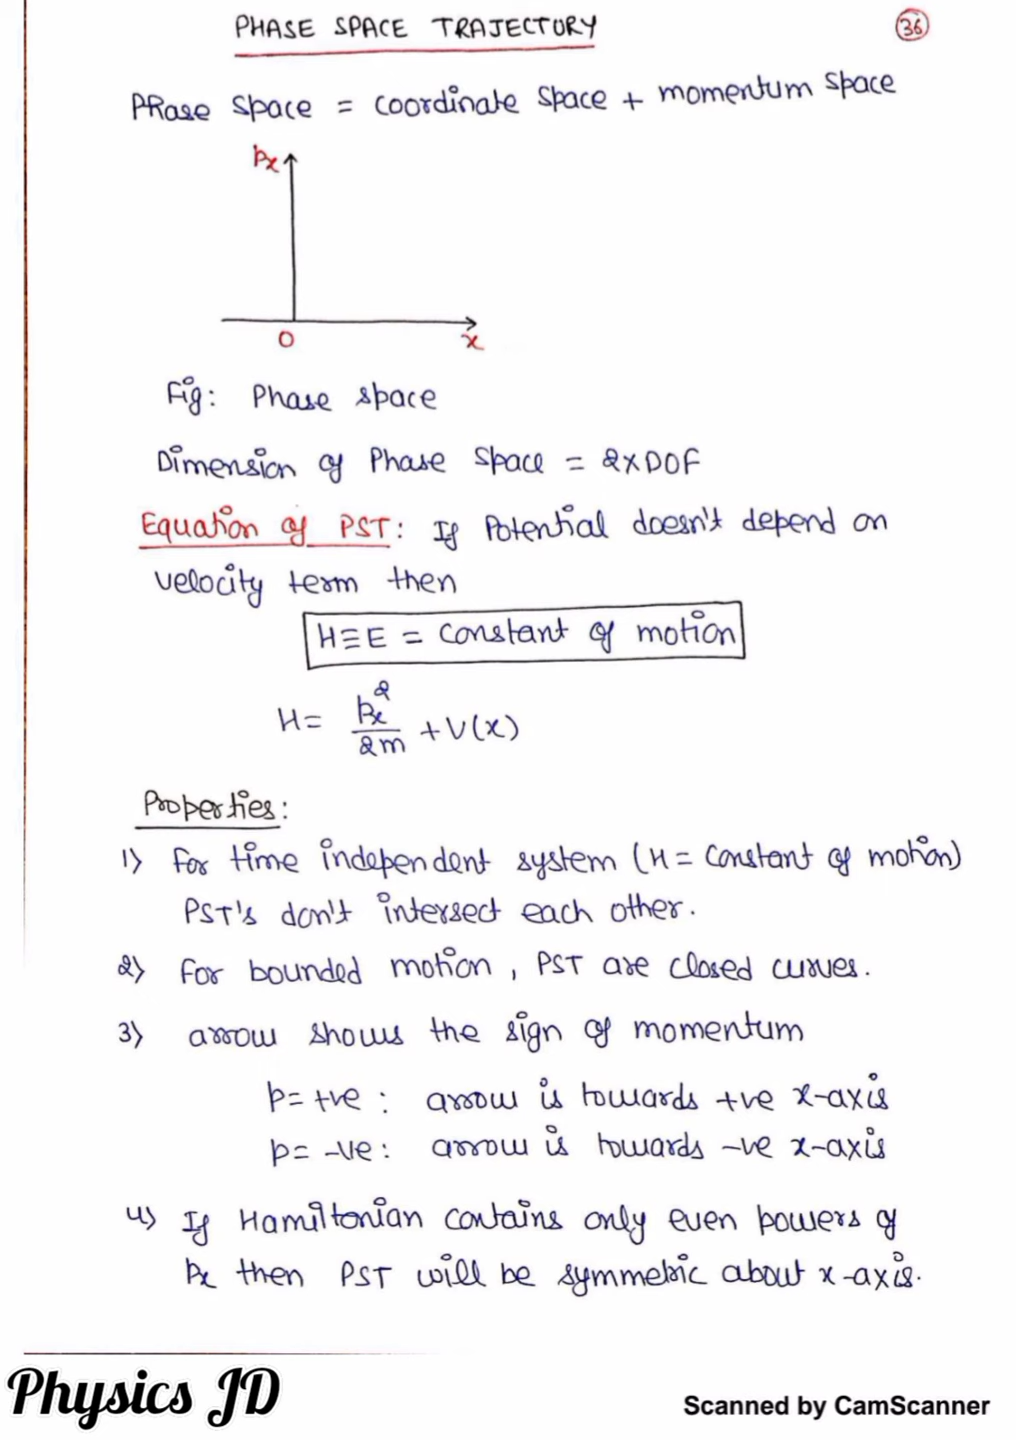 PHASE SPACE TRAJECTORY
36
Phase space = coordinate space + momentum space
px
0
x
Fig: Phase space
Dimension of Phase space = 2×DOF
Equation of PST: If Potential doesn't depend on
velocity term then
H≡E = constant of motion
H = px²/2m + V(x)
Properties:
1) for time independent system (H = constant of motion)
PST's don't intersect each other.
2) for bounded motion, PST are closed curves.
3) arrow shows the sign of momentum
p = +ve : arrow is towards +ve x-axis
p = -ve : arrow is towards -ve x-axis
4) If Hamiltonian contains only even powers of
px then PST will be symmetric about x-axis.
Physics JD
Scanned by CamScanner